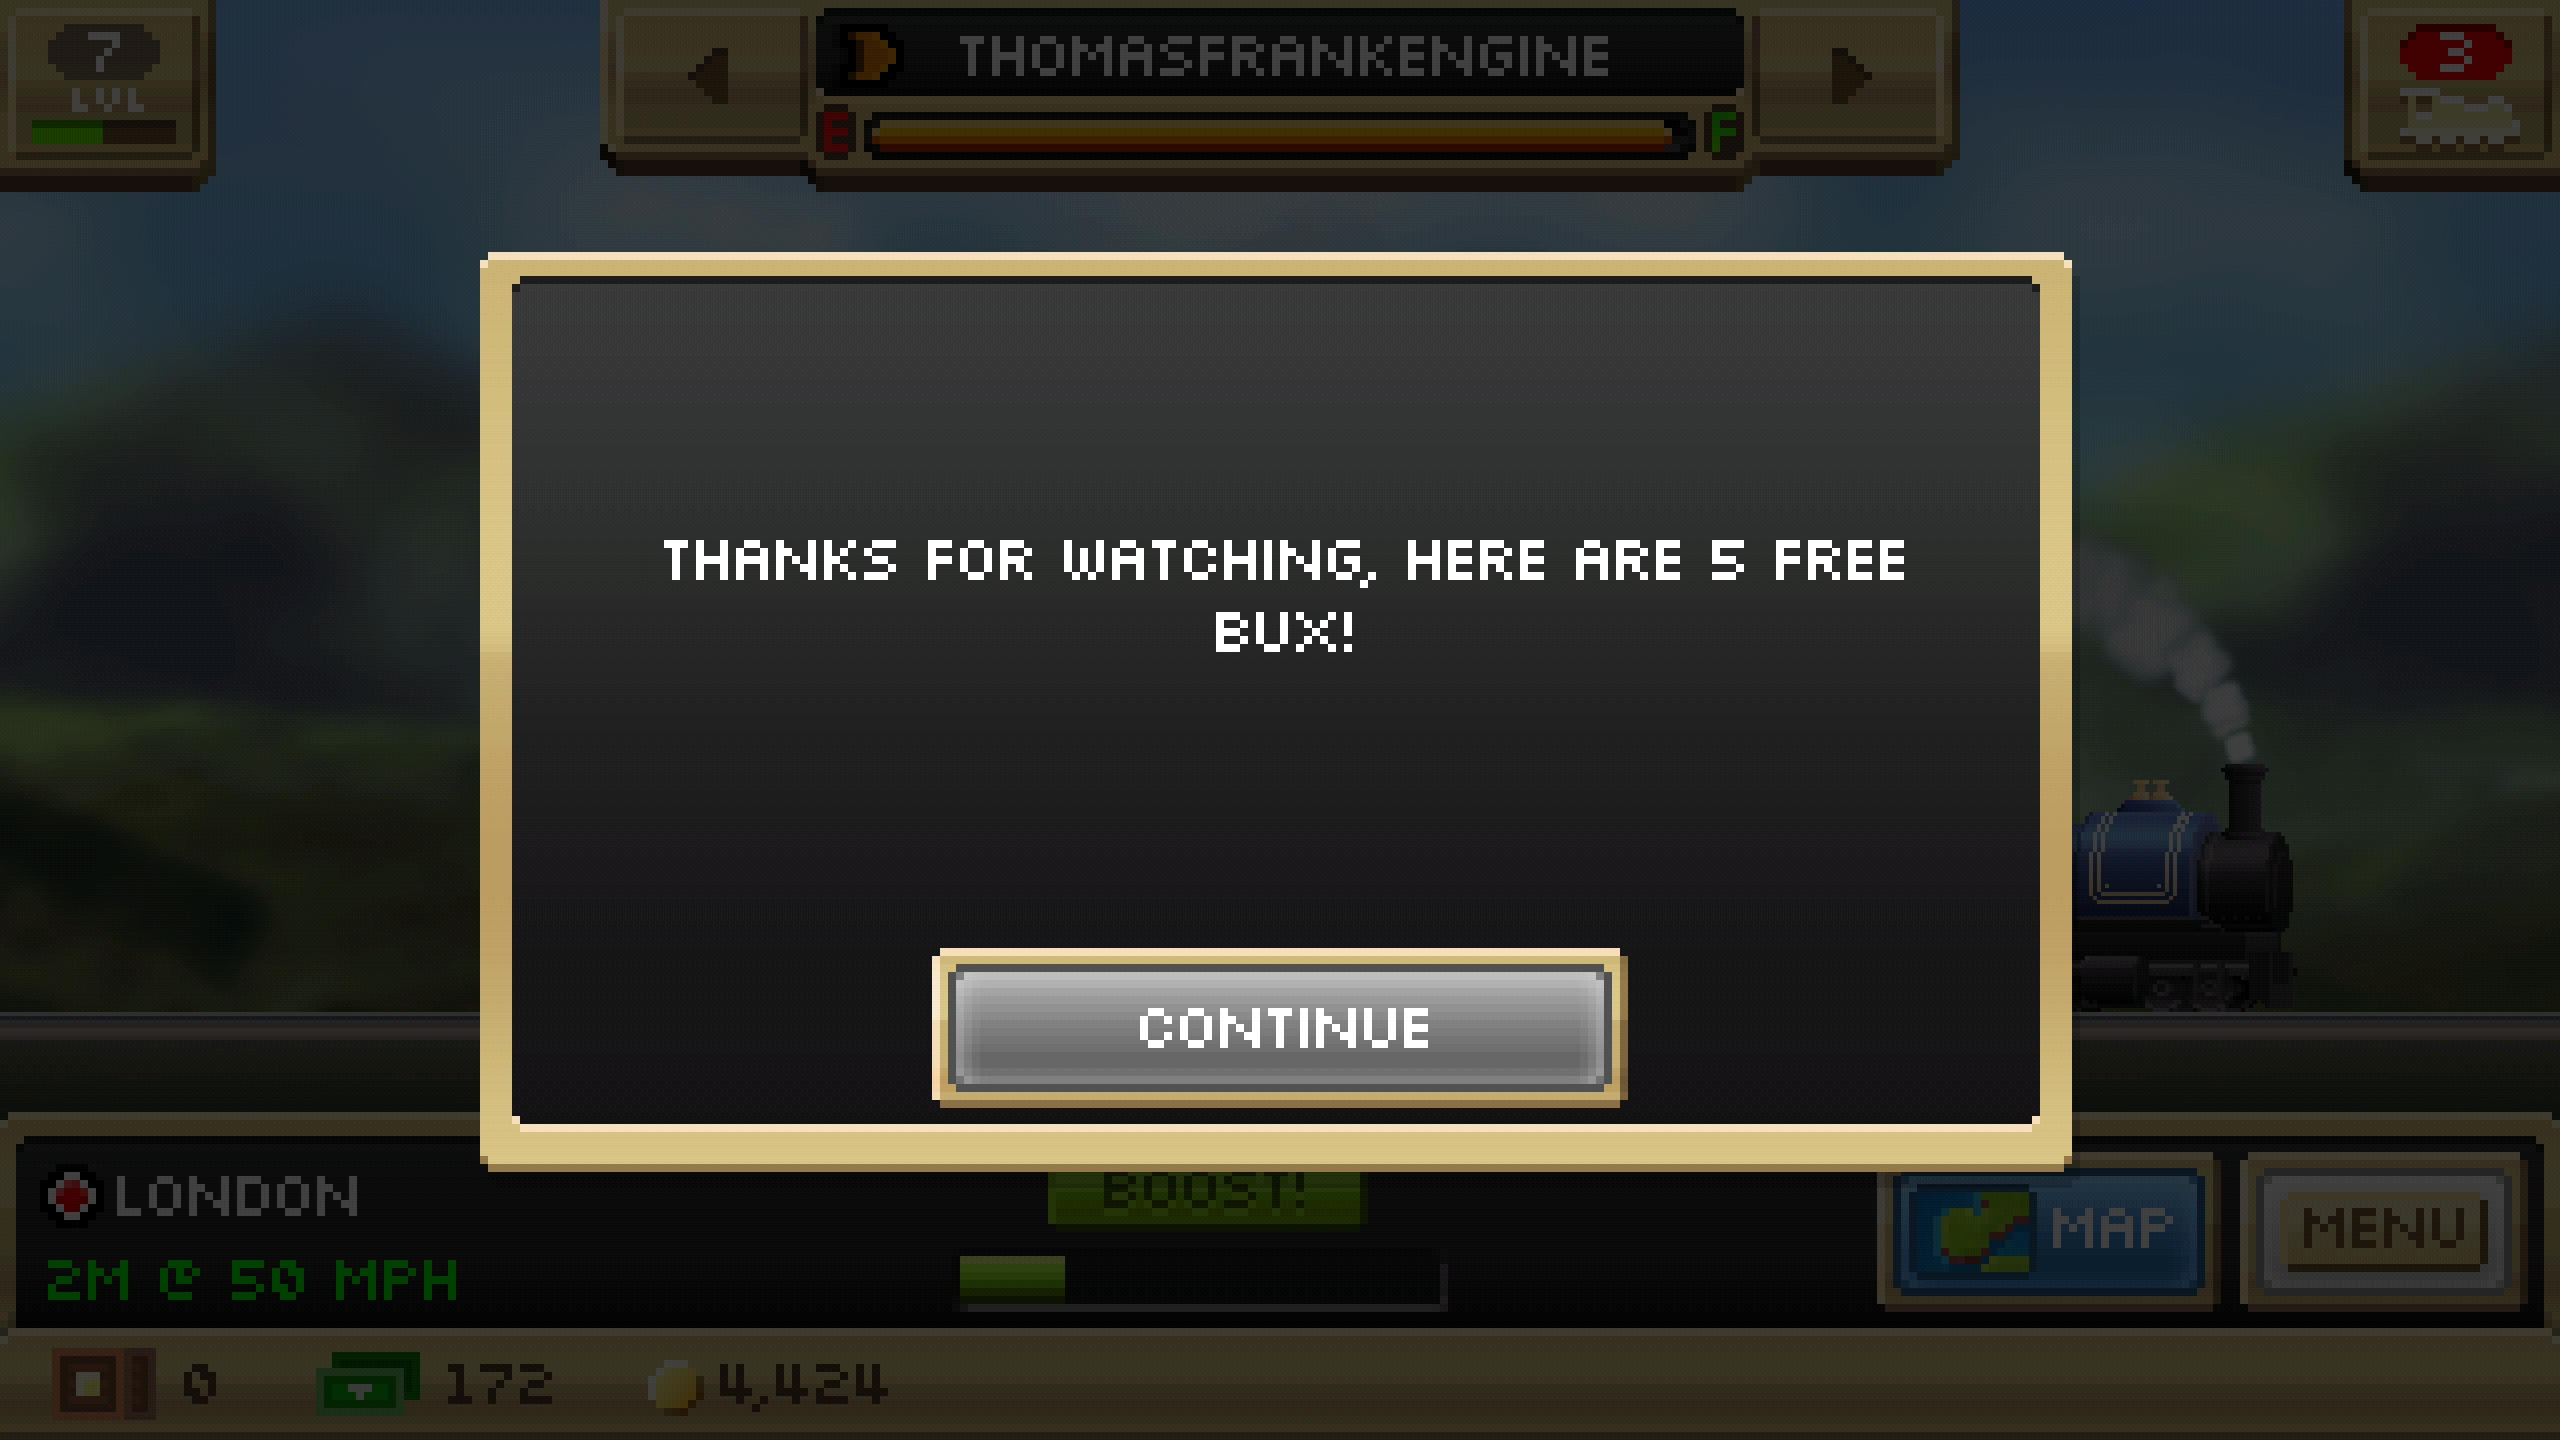 7
LVL
THOMASFRANKENGINE
E F
3
THANKS FOR WATCHING, HERE ARE 5 FREE
BUX!
CONTINUE
LONDON
BOOST!
2M @ 50 MPH
MAP
MENU
0 172 4,424